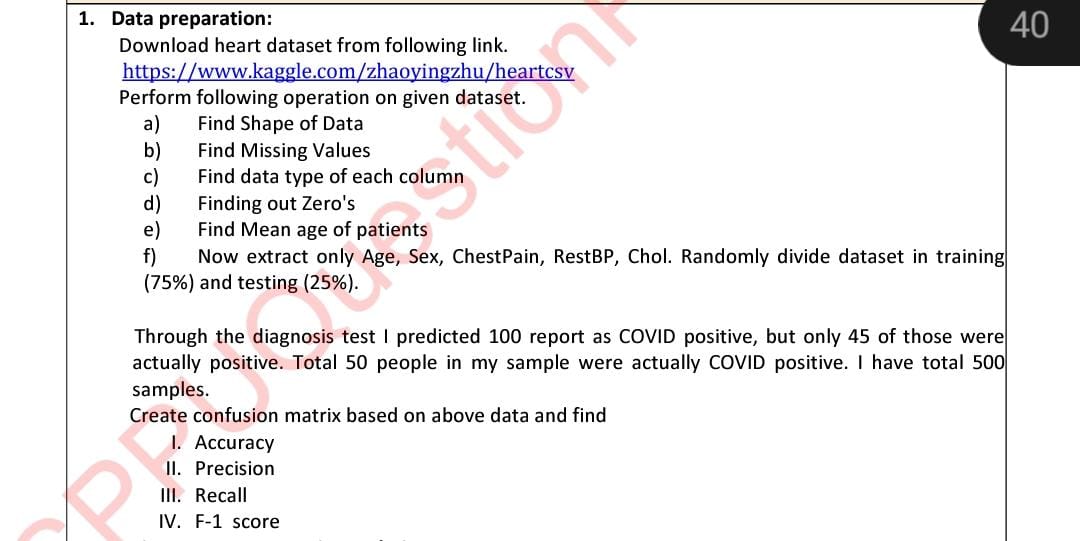 40
1. Data preparation:
Download heart dataset from following link.
https://www.kaggle.com/zhaoyingzhu/heartcsv
Perform following operation on given dataset.
a) Find Shape of Data
b) Find Missing Values
c) Find data type of each column
d) Finding out Zero's
e) Find Mean age of patients
f) Now extract only Age, Sex, ChestPain, RestBP, Chol. Randomly divide dataset in training
(75%) and testing (25%).
Through the diagnosis test I predicted 100 report as COVID positive, but only 45 of those were
actually positive. Total 50 people in my sample were actually COVID positive. I have total 500
samples.
Create confusion matrix based on above data and find
I. Accuracy
II. Precision
III. Recall
IV. F-1 score